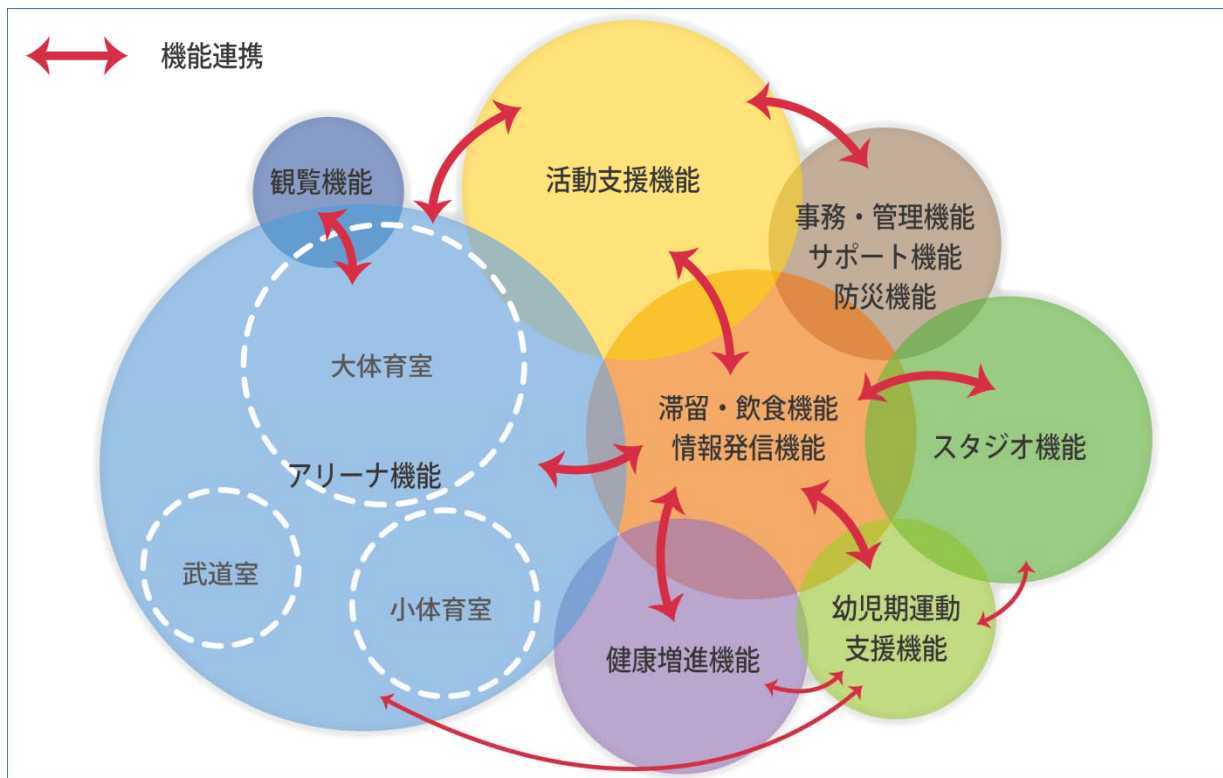 機能連携
観覧機能
活動支援機能
事務・管理機能
サポート機能
防災機能
大体育室
アリーナ機能
武道室
小体育室
滞留・飲食機能
情報発信機能
スタジオ機能
健康増進機能
幼児期運動
支援機能